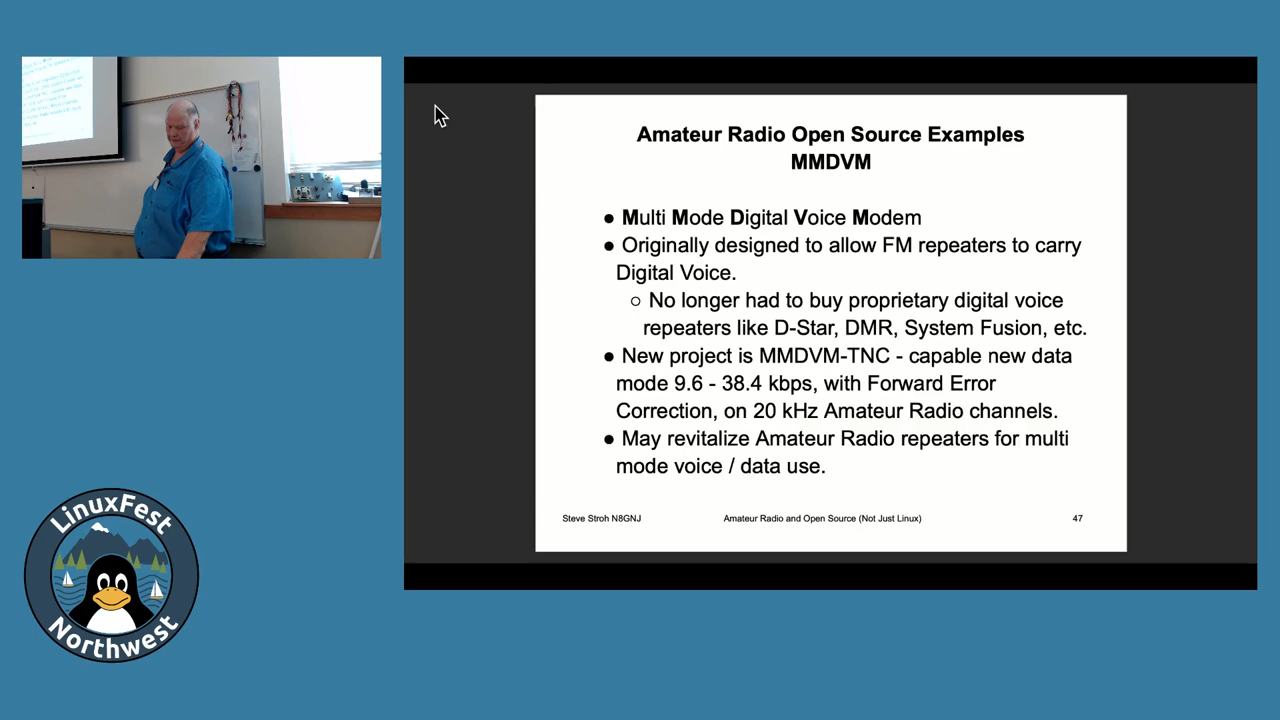 Amateur Radio Open Source Examples
MMDVM
● Multi Mode Digital Voice Modem
● Originally designed to allow FM repeaters to carry
Digital Voice.
○ No longer had to buy proprietary digital voice
repeaters like D-Star, DMR, System Fusion, etc.
● New project is MMDVM-TNC - capable new data
mode 9.6 - 38.4 kbps, with Forward Error
Correction, on 20 kHz Amateur Radio channels.
● May revitalize Amateur Radio repeaters for multi
mode voice / data use.
Steve Stroh N8GNJ
Amateur Radio and Open Source (Not Just Linux)
47
LinuxFest
Northwest